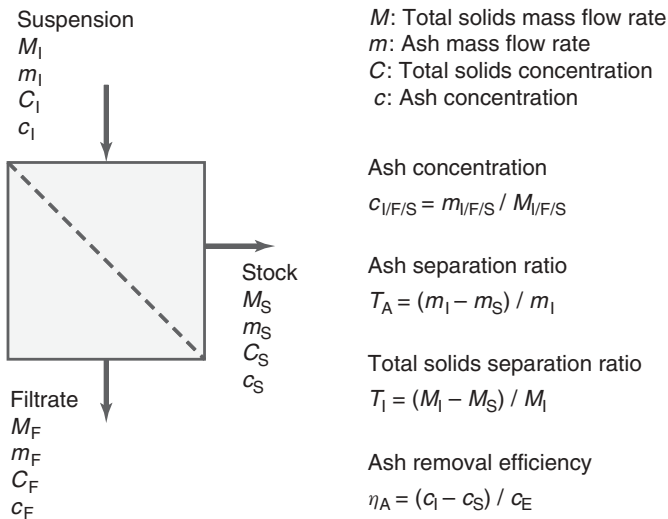 Suspension
M_I
m_I
C_I
c_I
Stock
M_S
m_S
C_S
c_S
Filtrate
M_F
m_F
C_F
c_F
M: Total solids mass flow rate
m: Ash mass flow rate
C: Total solids concentration
c: Ash concentration
Ash concentration
c_I/F/S = m_I/F/S / M_I/F/S
Ash separation ratio
T_A = (m_I – m_S) / m_I
Total solids separation ratio
T_I = (M_I – M_S) / M_I
Ash removal efficiency
η_A = (c_I – c_S) / c_E